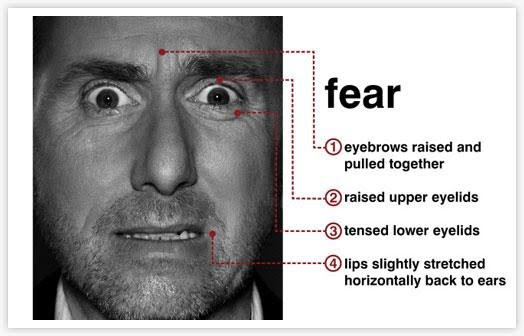 fear
1 eyebrows raised and
pulled together
2 raised upper eyelids
3 tensed lower eyelids
4 lips slightly stretched
horizontally back to ears